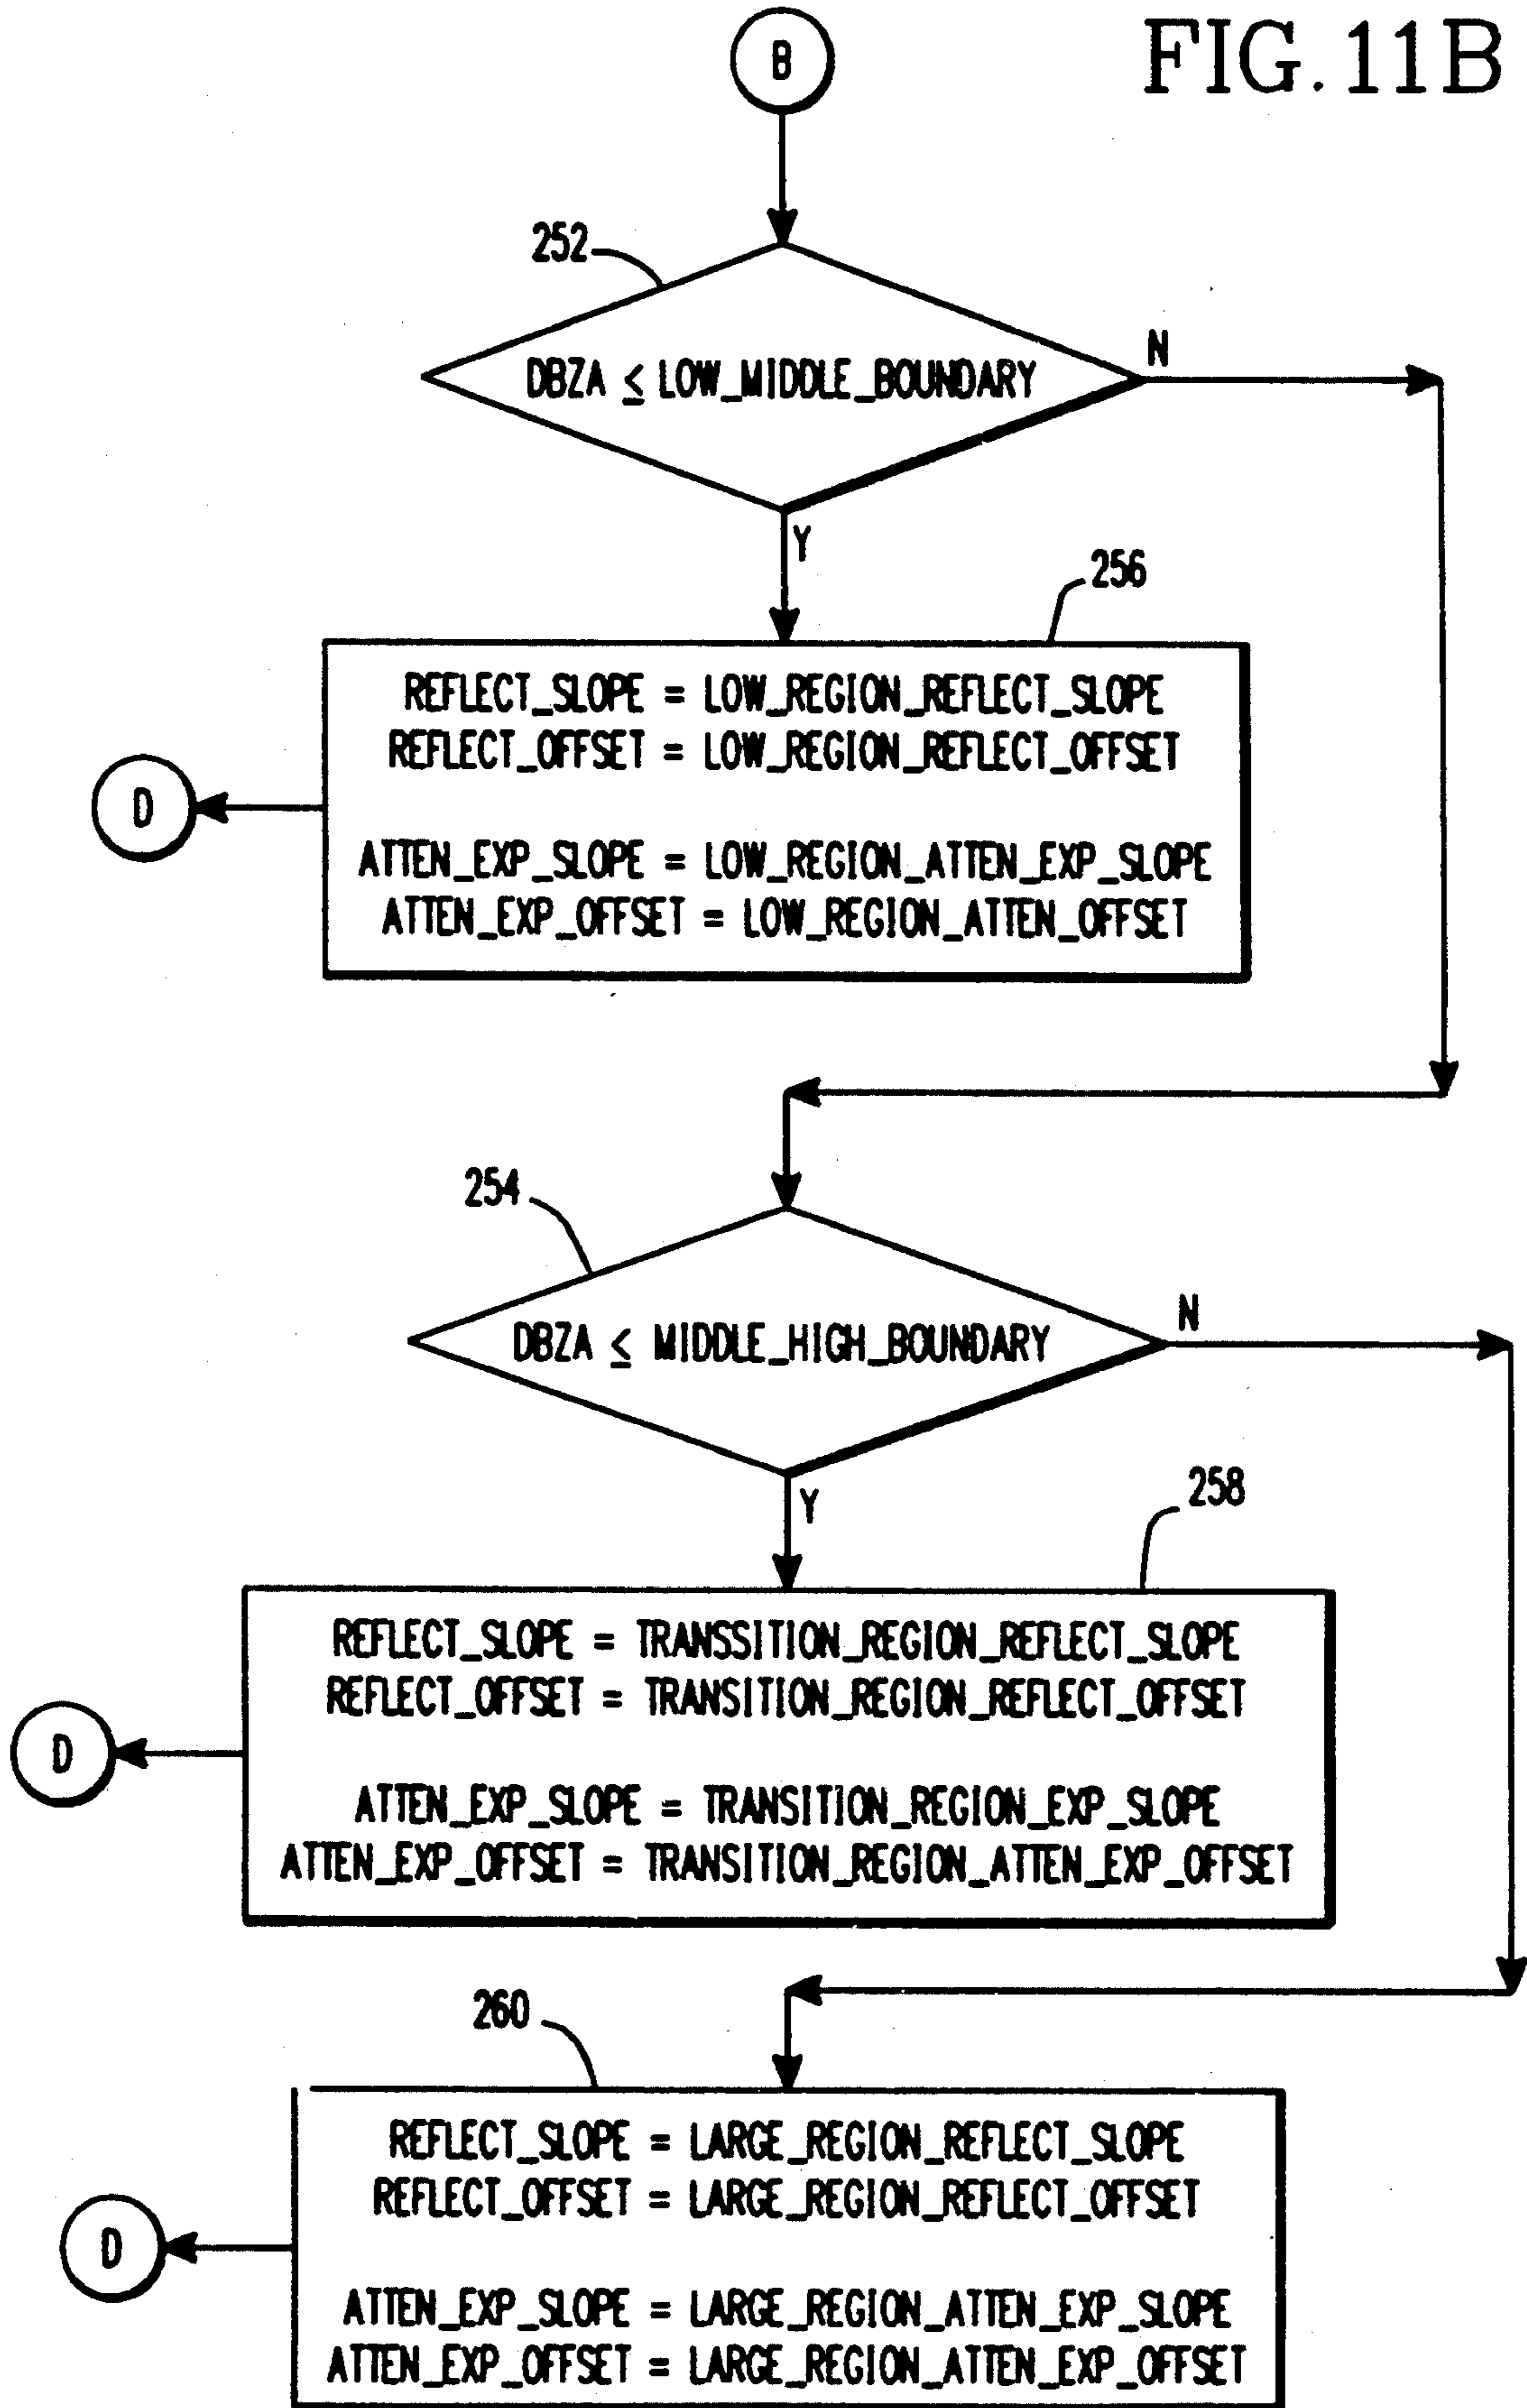 FIG. 11B
B
252
DBZA ≤ LOW_MIDDLE_BOUNDARY
N
Y
256
REFLECT_SLOPE = LOW_REGION_REFLECT_SLOPE
REFLECT_OFFSET = LOW_REGION_REFLECT_OFFSET
ATTEN_EXP_SLOPE = LOW_REGION_ATTEN_EXP_SLOPE
ATTEN_EXP_OFFSET = LOW_REGION_ATTEN_OFFSET
D
254
DBZA ≤ MIDDLE_HIGH_BOUNDARY
N
Y
258
REFLECT_SLOPE = TRANSSITION_REGION_REFLECT_SLOPE
REFLECT_OFFSET = TRANSITION_REGION_REFLECT_OFFSET
ATTEN_EXP_SLOPE = TRANSITION_REGION_EXP_SLOPE
ATTEN_EXP_OFFSET = TRANSITION_REGION_ATTEN_EXP_OFFSET
D
260
REFLECT_SLOPE = LARGE_REGION_REFLECT_SLOPE
REFLECT_OFFSET = LARGE_REGION_REFLECT_OFFSET
ATTEN_EXP_SLOPE = LARGE_REGION_ATTEN_EXP_SLOPE
ATTEN_EXP_OFFSET = LARGE_REGION_ATTEN_EXP_OFFSET
D